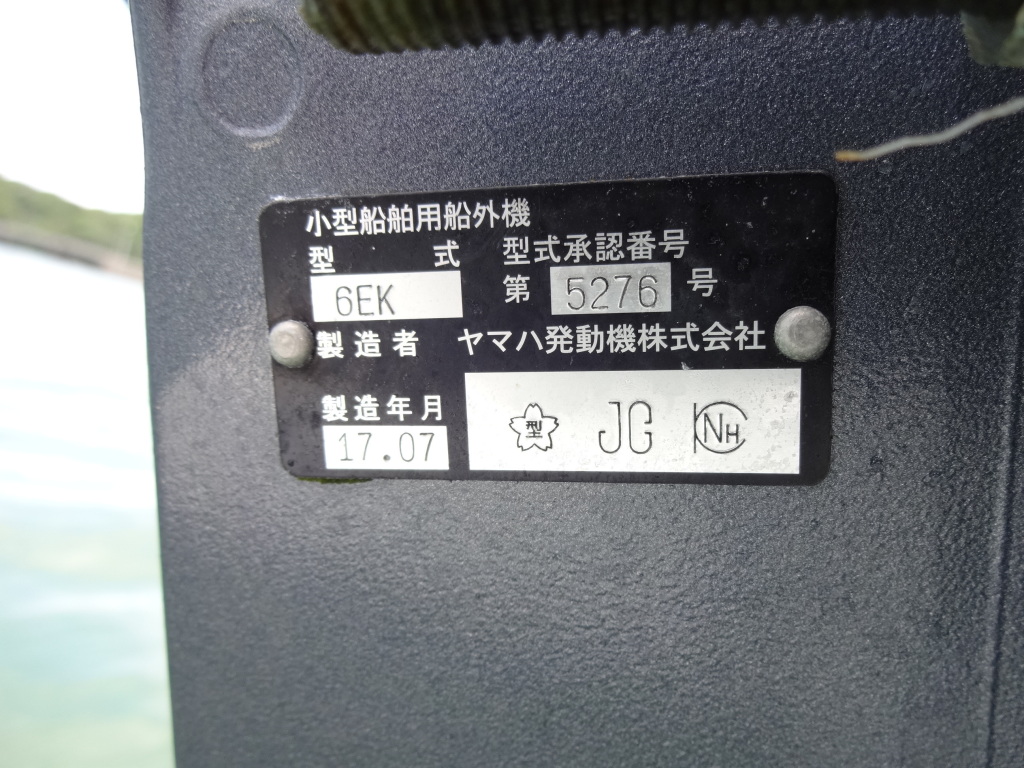 小型船舶用船外機
型式 型式承認番号
6EK 第 5276 号
製造者 ヤマハ発動機株式会社
製造年月
17.07 型 JG NH